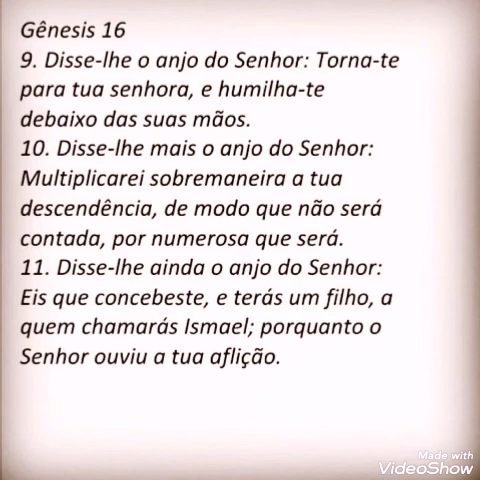 Gênesis 16
9. Disse-lhe o anjo do Senhor: Torna-te
para tua senhora, e humilha-te
debaixo das suas mãos.
10. Disse-lhe mais o anjo do Senhor:
Multiplicarei sobremaneira a tua
descendência, de modo que não será
contada, por numerosa que será.
11. Disse-lhe ainda o anjo do Senhor:
Eis que concebeste, e terás um filho, a
quem chamarás Ismael; porquanto o
Senhor ouviu a tua aflição.
Made with
VideoShow